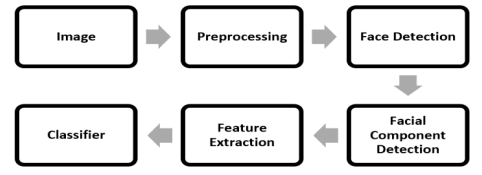 Image
Preprocessing
Face Detection
Facial
Component
Detection
Feature
Extraction
Classifier